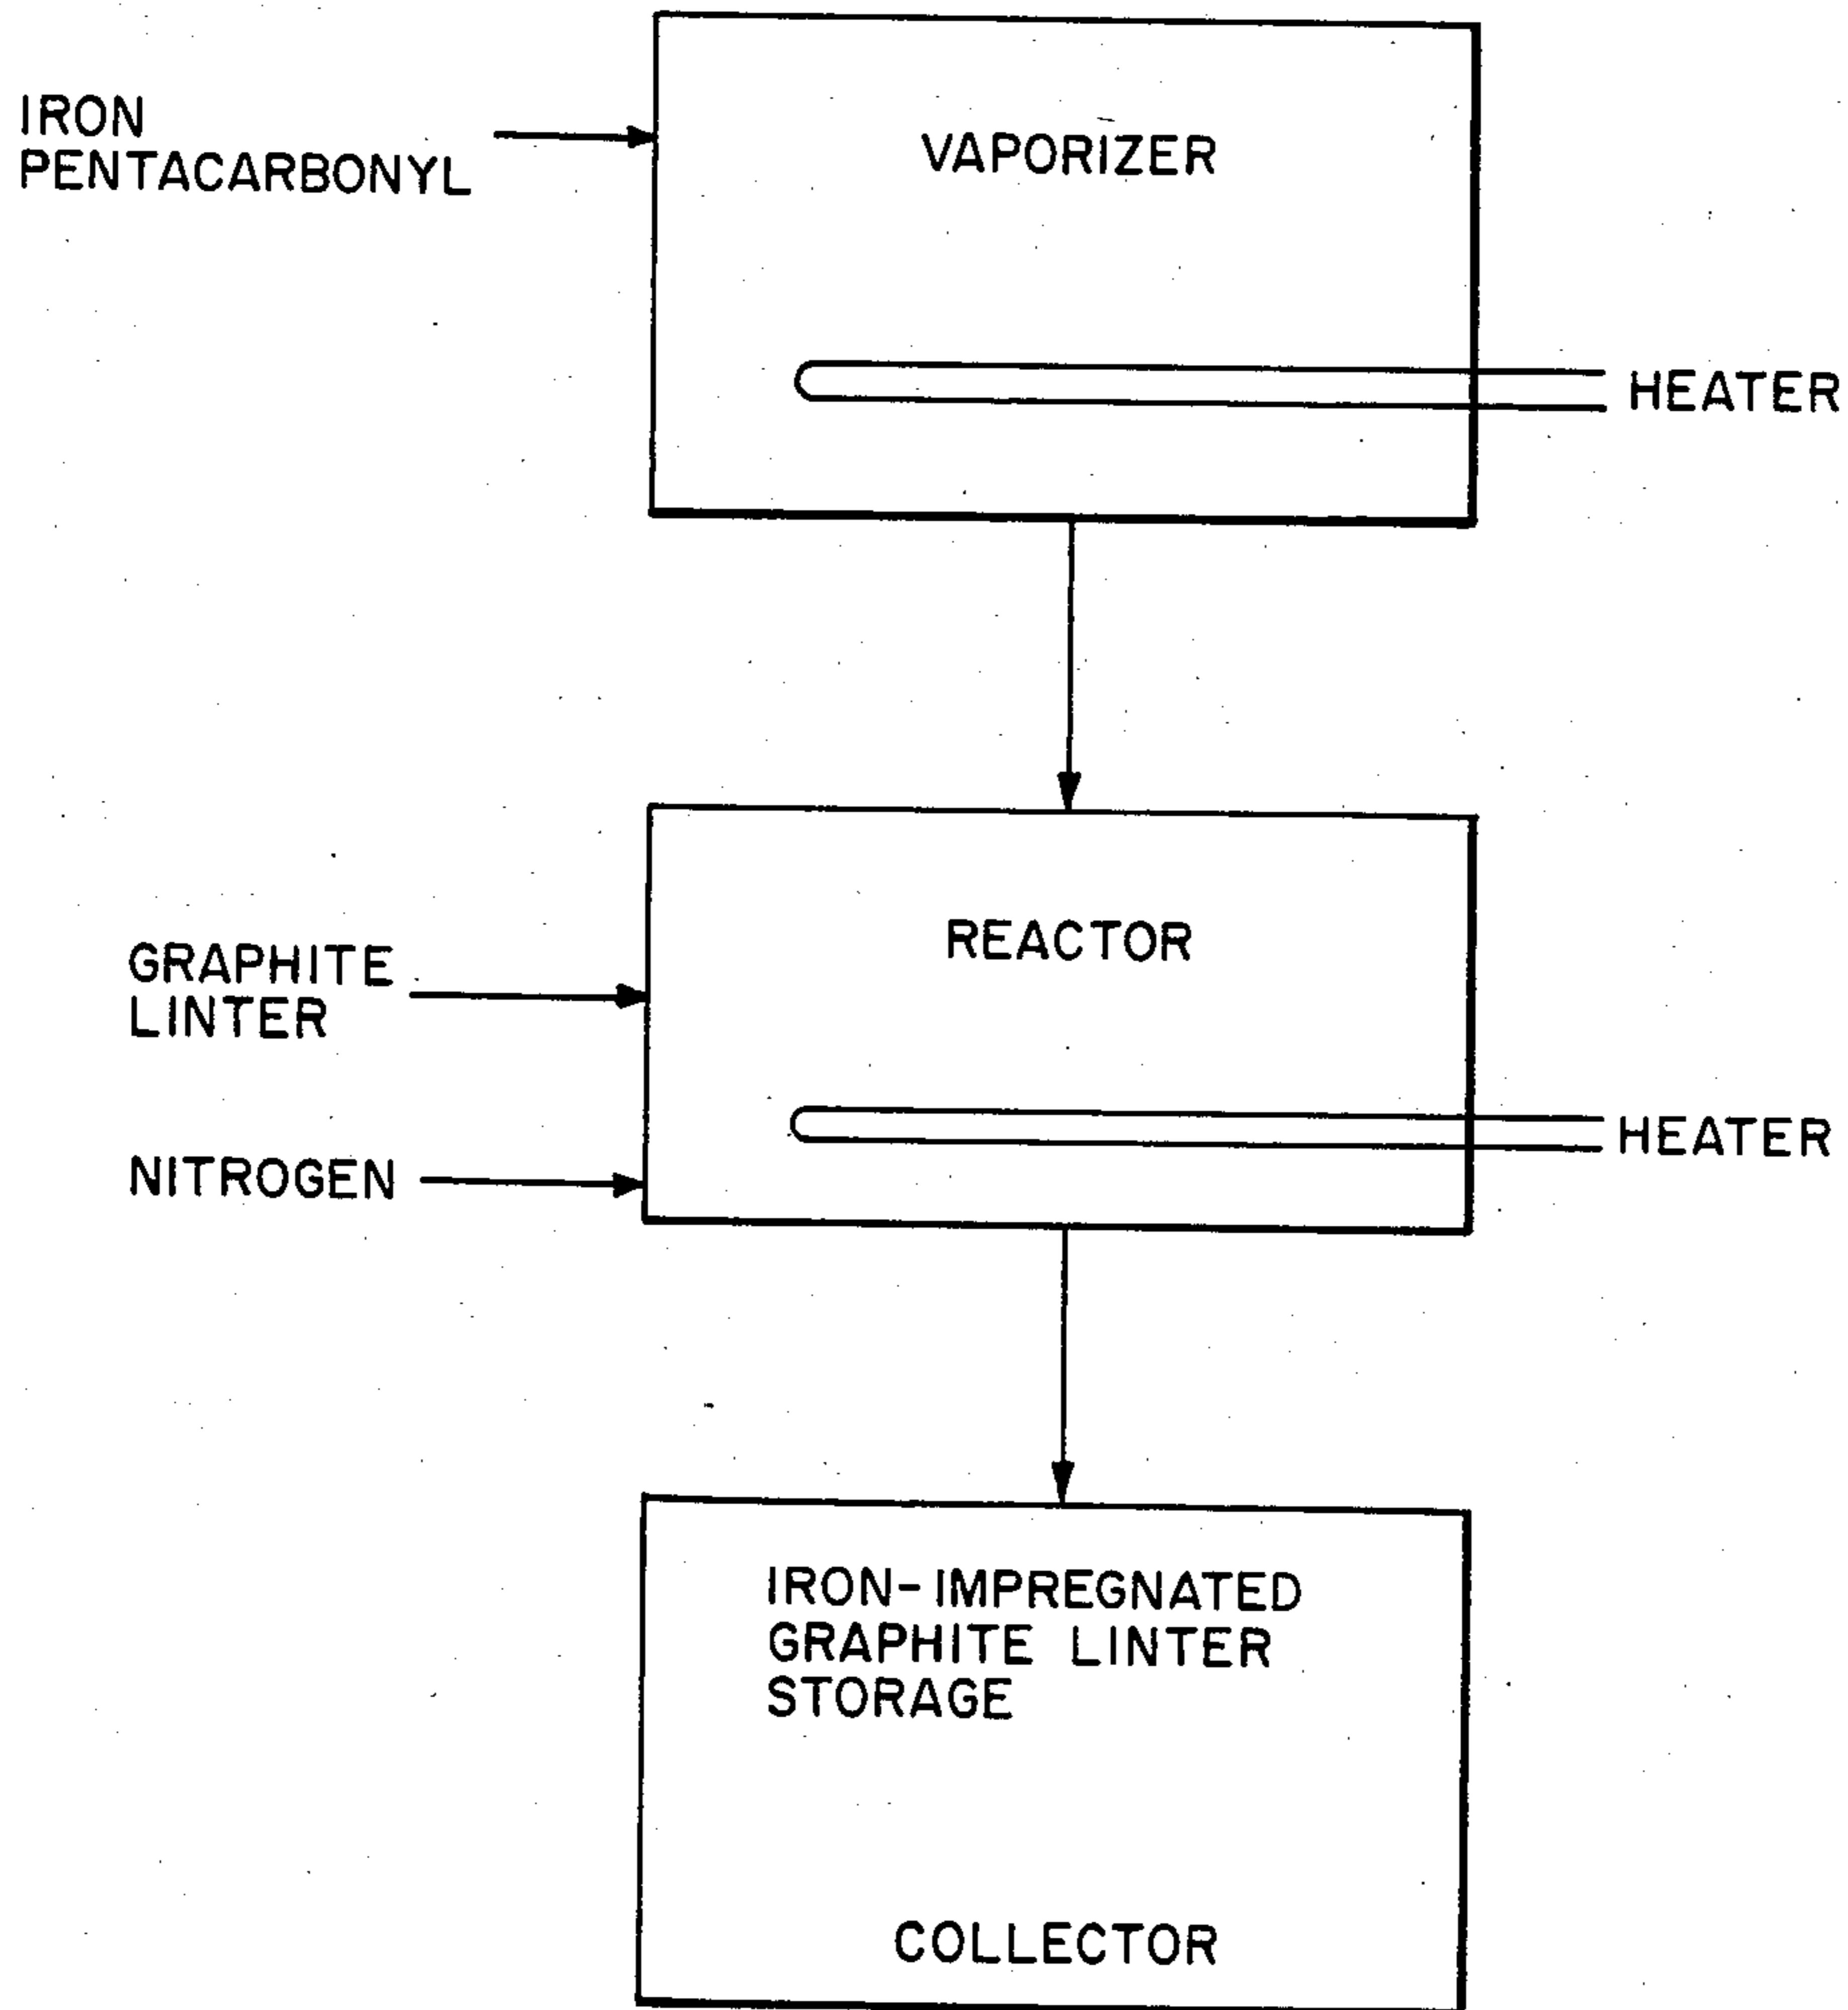 IRON
PENTACARBONYL
VAPORIZER
HEATER
GRAPHITE
LINTER
REACTOR
NITROGEN
HEATER
IRON-IMPREGNATED
GRAPHITE LINTER
STORAGE
COLLECTOR